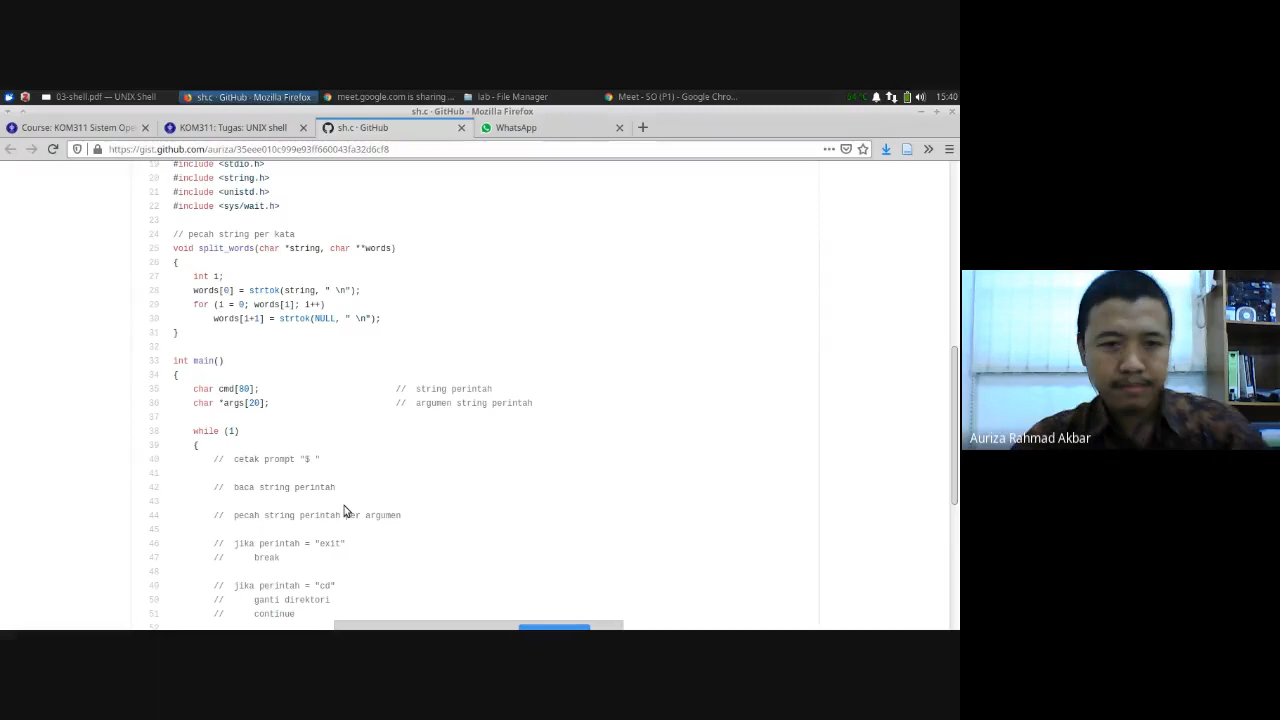 03-shell.pdf — UNIX Shell
sh.c · GitHub - Mozilla Firefox
meet.google.com is sharing ...
lab - File Manager
Meet - SO (P1) - Google Chro...
54°C
15:40
sh.c · GitHub - Mozilla Firefox
Course: KOM311 Sistem Ope
KOM311: Tugas: UNIX shell
sh.c · GitHub
WhatsApp
https://gist.github.com/auriza/35eee010c999e93ff660043fa32d6cf8
19 #include <stdio.h>
20 #include <string.h>
21 #include <unistd.h>
22 #include <sys/wait.h>
23
24 // pecah string per kata
25 void split_words(char *string, char **words)
26 {
27 int i;
28 words[0] = strtok(string, " \n");
29 for (i = 0; words[i]; i++)
30 words[i+1] = strtok(NULL, " \n");
31 }
32
33 int main()
34 {
35 char cmd[80]; // string perintah
36 char *args[20]; // argumen string perintah
37
38 while (1)
39 {
40 // cetak prompt "$ "
41
42 // baca string perintah
43
44 // pecah string perintah er argumen
45
46 // jika perintah = "exit"
47 // break
48
49 // jika perintah = "cd"
50 // ganti direktori
51 // continue
Auriza Rahmad Akbar